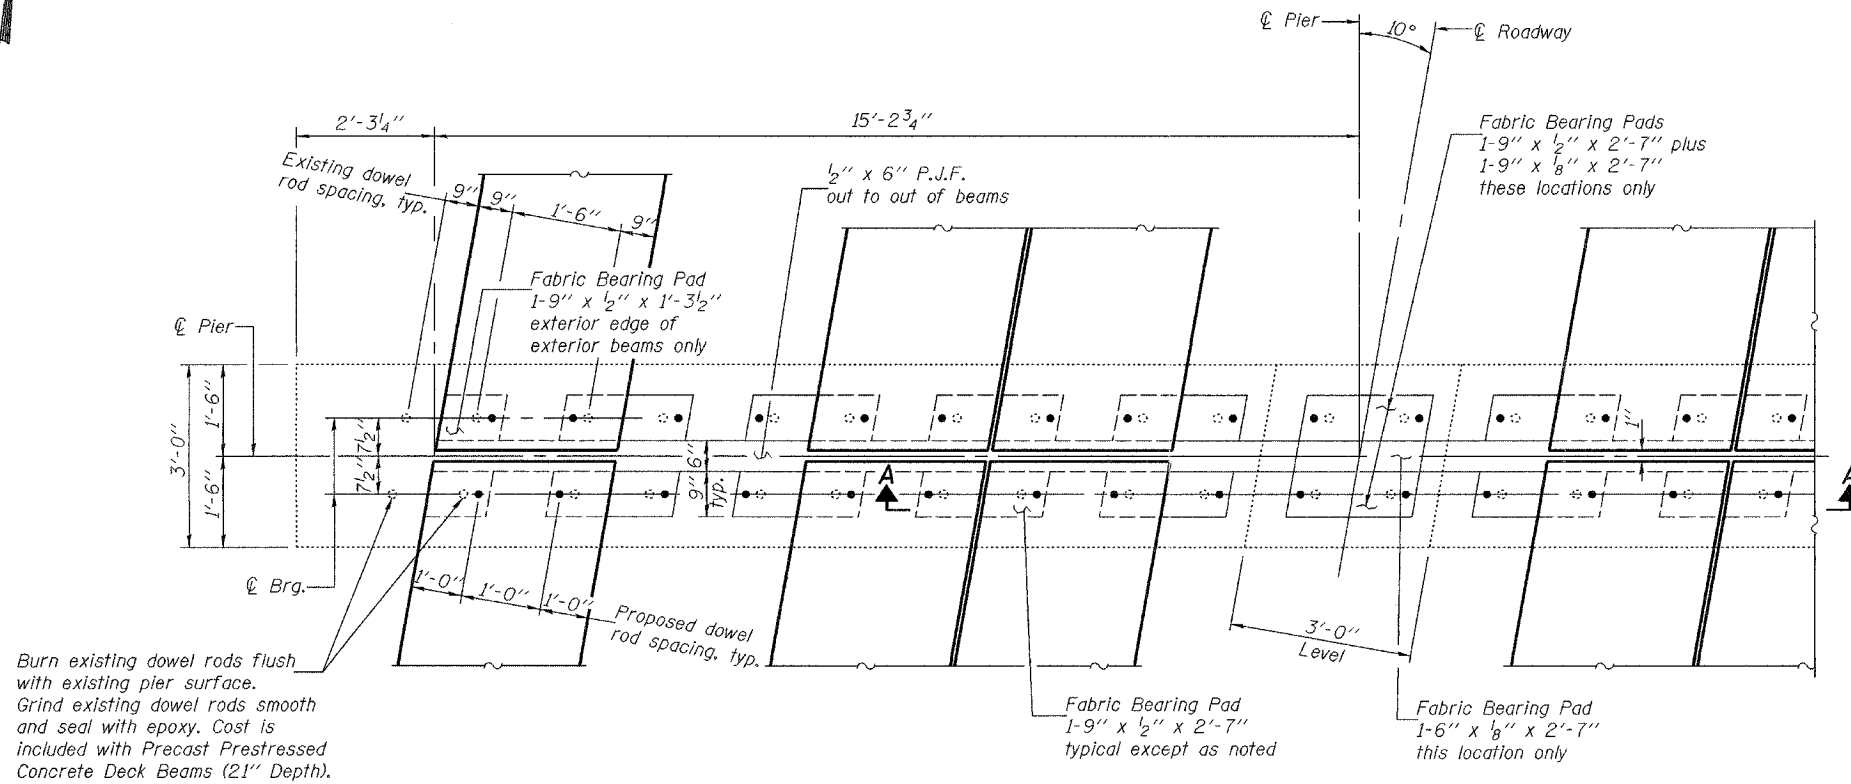 ℄ Pier
10°
℄ Roadway
2'-3¼"
15'-2¾"
Existing dowel
rod spacing, typ.
9"
9"
1'-6"
9"
½" x 6" P.J.F.
out to out of beams
Fabric Bearing Pads
1-9" x ½" x 2'-7" plus
1-9" x ⅛" x 2'-7"
these locations only
Fabric Bearing Pad
1-9" x ½" x 1'-3½"
exterior edge of
exterior beams only
℄ Pier
3'-0"
1'-6"
1'-6"
7½"
7½"
6"
9"
typ.
1"
A
A
℄ Brg.
1'-0"
1'-0"
1'-0"
Proposed dowel
rod spacing, typ.
3'-0"
Level
Burn existing dowel rods flush
with existing pier surface.
Grind existing dowel rods smooth
and seal with epoxy. Cost is
included with Precast Prestressed
Concrete Deck Beams (21" Depth).
Fabric Bearing Pad
1-9" x ½" x 2'-7"
typical except as noted
Fabric Bearing Pad
1-6" x ⅛" x 2'-7"
this location only